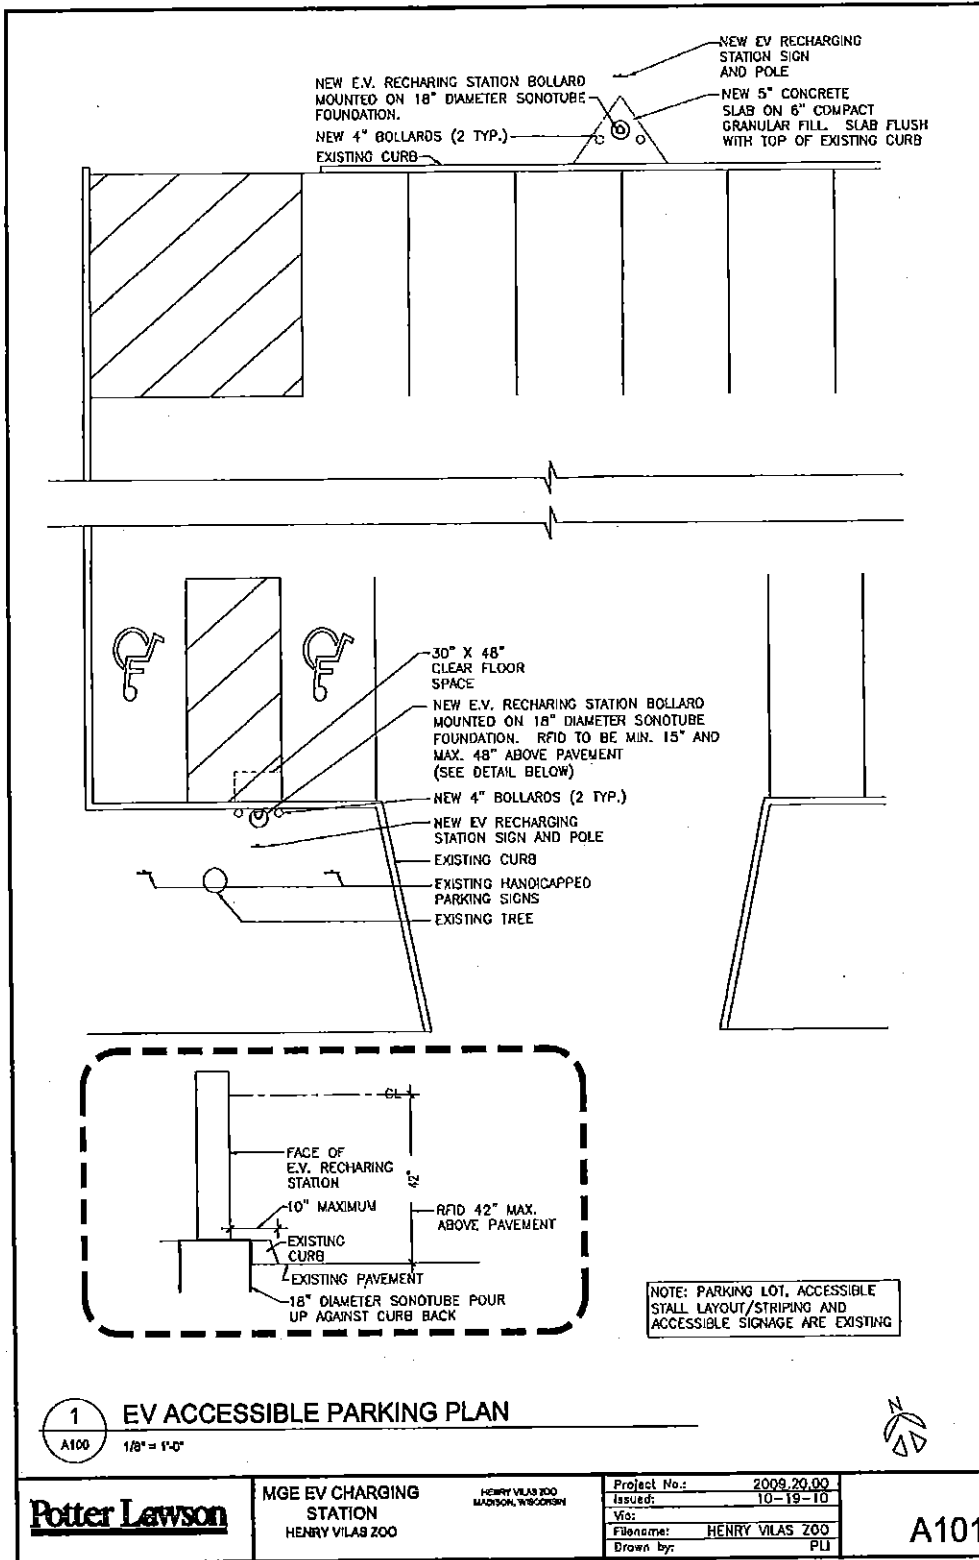 NEW EV RECHARGING
STATION SIGN
AND POLE
NEW E.V. RECHARING STATION BOLLARD
MOUNTED ON 18" DIAMETER SONOTUBE
FOUNDATION.
NEW 5" CONCRETE
SLAB ON 6" COMPACT
GRANULAR FILL. SLAB FLUSH
WITH TOP OF EXISTING CURB
NEW 4" BOLLARDS (2 TYP.)
EXISTING CURB
30" X 48"
CLEAR FLOOR
SPACE
NEW E.V. RECHARING STATION BOLLARD
MOUNTED ON 18" DIAMETER SONOTUBE
FOUNDATION. RFID TO BE MIN. 15" AND
MAX. 48" ABOVE PAVEMENT
(SEE DETAIL BELOW)
NEW 4" BOLLARDS (2 TYP.)
NEW EV RECHARGING
STATION SIGN AND POLE
EXISTING CURB
EXISTING HANDICAPPED
PARKING SIGNS
EXISTING TREE
CL
FACE OF
E.V. RECHARING
STATION
42"
10" MAXIMUM
RFID 42" MAX.
ABOVE PAVEMENT
EXISTING
CURB
EXISTING PAVEMENT
18" DIAMETER SONOTUBE POUR
UP AGAINST CURB BACK
NOTE: PARKING LOT, ACCESSIBLE
STALL LAYOUT/STRIPING AND
ACCESSIBLE SIGNAGE ARE EXISTING
1
A100
EV ACCESSIBLE PARKING PLAN
1/8" = 1'-0"
N
Potter Lawson
MGE EV CHARGING
STATION
HENRY VILAS ZOO
HENRY VILAS ZOO
MADISON, WISCONSIN
Project No.: 2009.20.00
Issued: 10-19-10
Via:
Filename: HENRY VILAS ZOO
Drawn by: PLI
A101